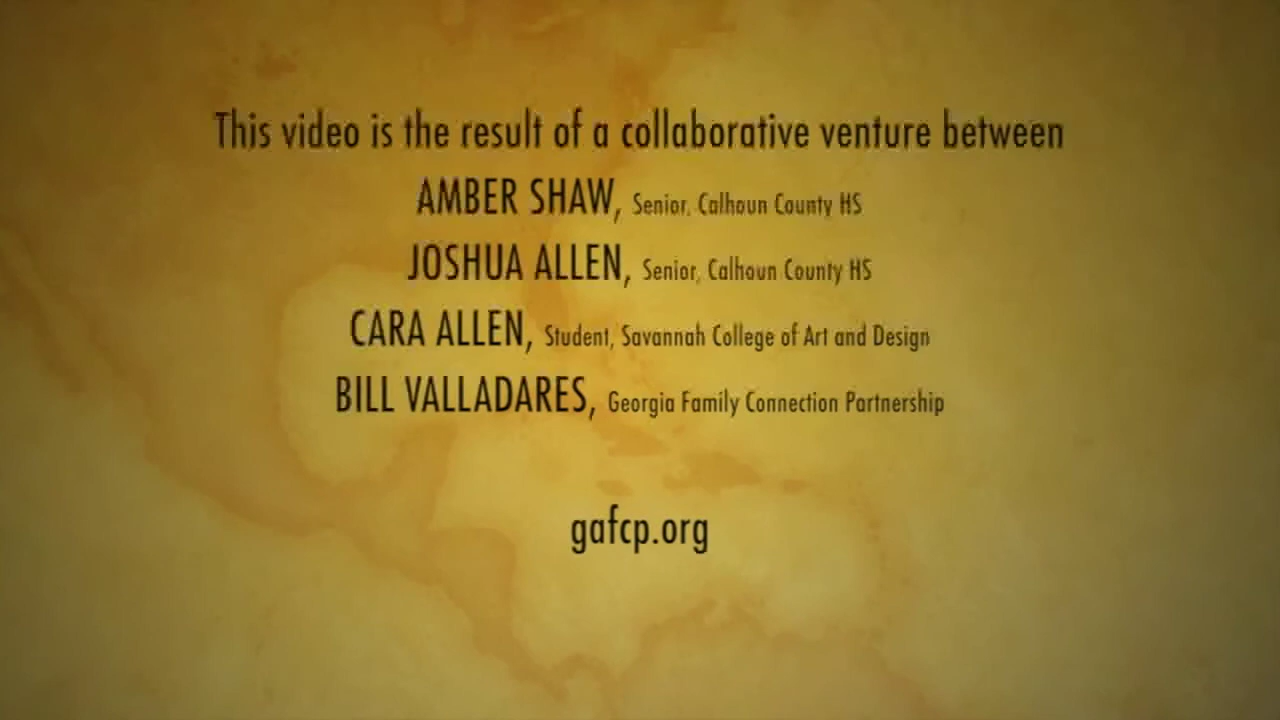 This video is the result of a collaborative venture between
AMBER SHAW, Senior, Calhoun County HS
JOSHUA ALLEN, Senior, Calhoun County HS
CARA ALLEN, Student, Savannah College of Art and Design
BILL VALLADARES, Georgia Family Connection Partnership
gafcp.org